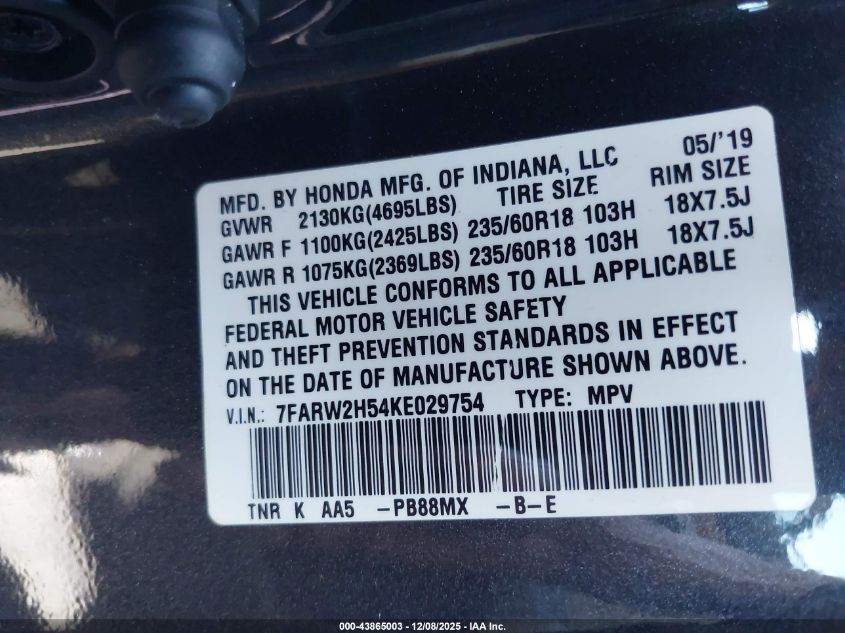 MFD. BY HONDA MFG. OF INDIANA, LLC 05/'19
GVWR 2130KG(4695LBS) TIRE SIZE RIM SIZE
GAWR F 1100KG(2425LBS) 235/60R18 103H 18X7.5J
GAWR R 1075KG(2369LBS) 235/60R18 103H 18X7.5J
THIS VEHICLE CONFORMS TO ALL APPLICABLE
FEDERAL MOTOR VEHICLE SAFETY
AND THEFT PREVENTION STANDARDS IN EFFECT
ON THE DATE OF MANUFACTURE SHOWN ABOVE.
V.I.N.: 7FARW2H54KE029754 TYPE: MPV
TNR K AA5 -PB88MX -B-E
000-43865003 - 12/08/2025 - IAA Inc.